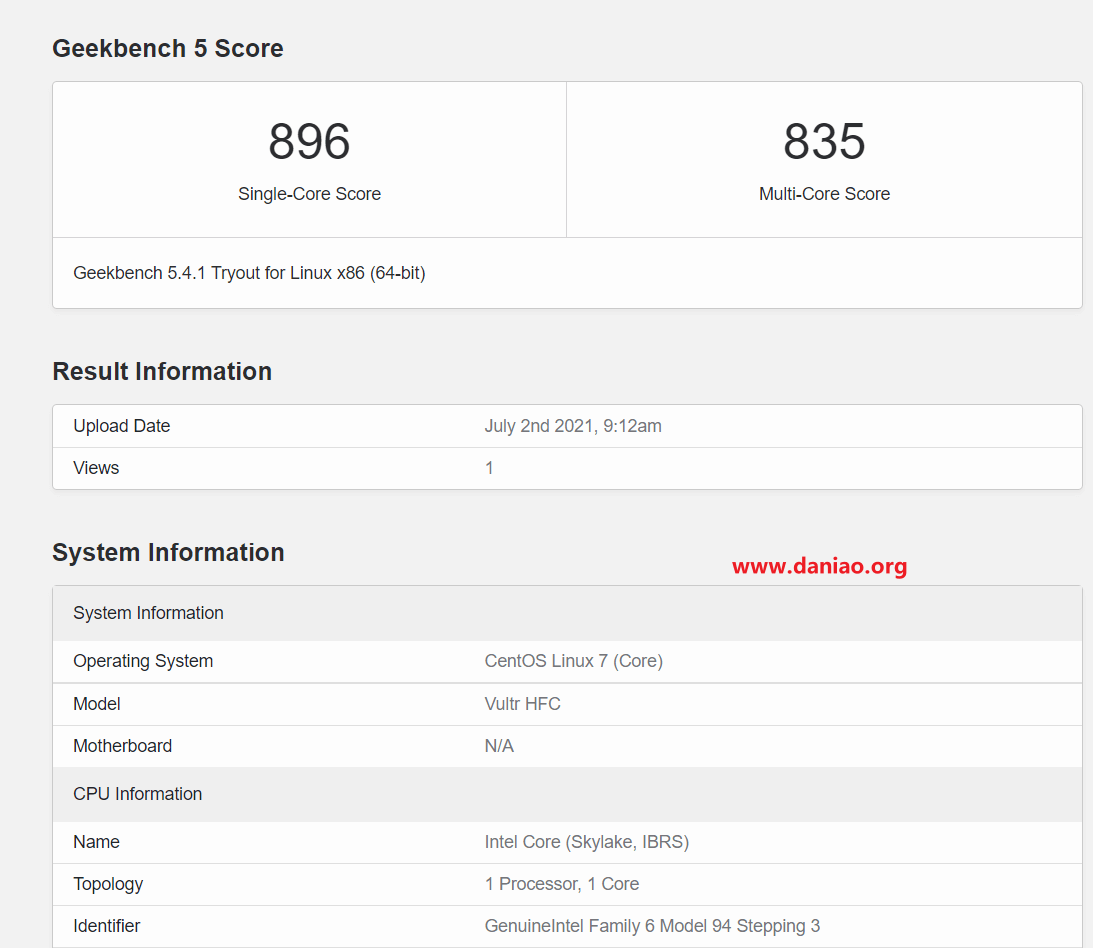 Geekbench 5 Score
896
835
Single-Core Score
Multi-Core Score
Geekbench 5.4.1 Tryout for Linux x86 (64-bit)
Result Information
Upload Date July 2nd 2021, 9:12am
Views 1
System Information
www.daniao.org
System Information
Operating System CentOS Linux 7 (Core)
Model Vultr HFC
Motherboard N/A
CPU Information
Name Intel Core (Skylake, IBRS)
Topology 1 Processor, 1 Core
Identifier GenuineIntel Family 6 Model 94 Stepping 3